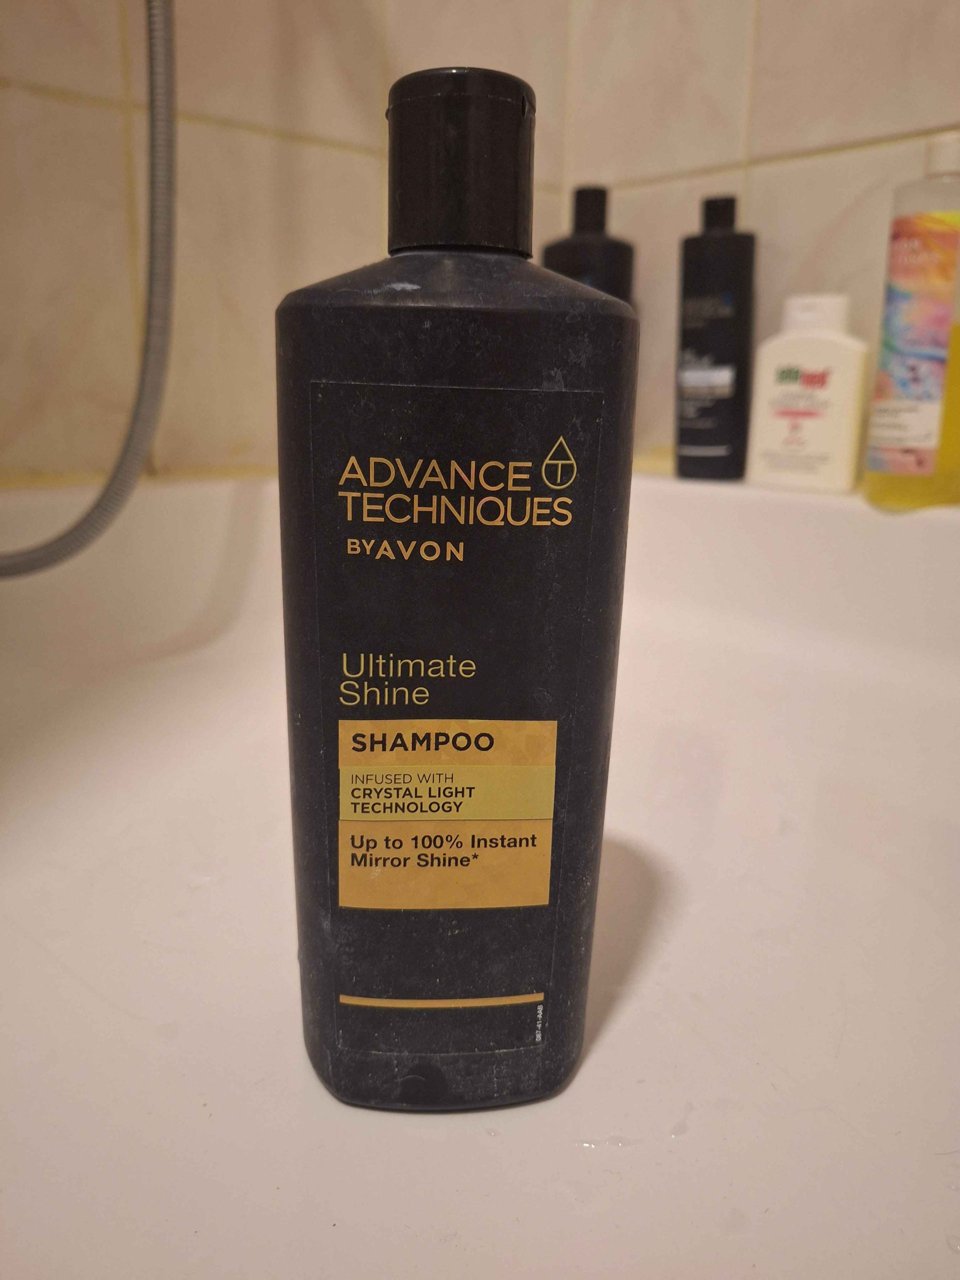 ADVANCE
TECHNIQUES
BY AVON
Ultimate
Shine
SHAMPOO
INFUSED WITH
CRYSTAL LIGHT
TECHNOLOGY
Up to 100% Instant
Mirror Shine*